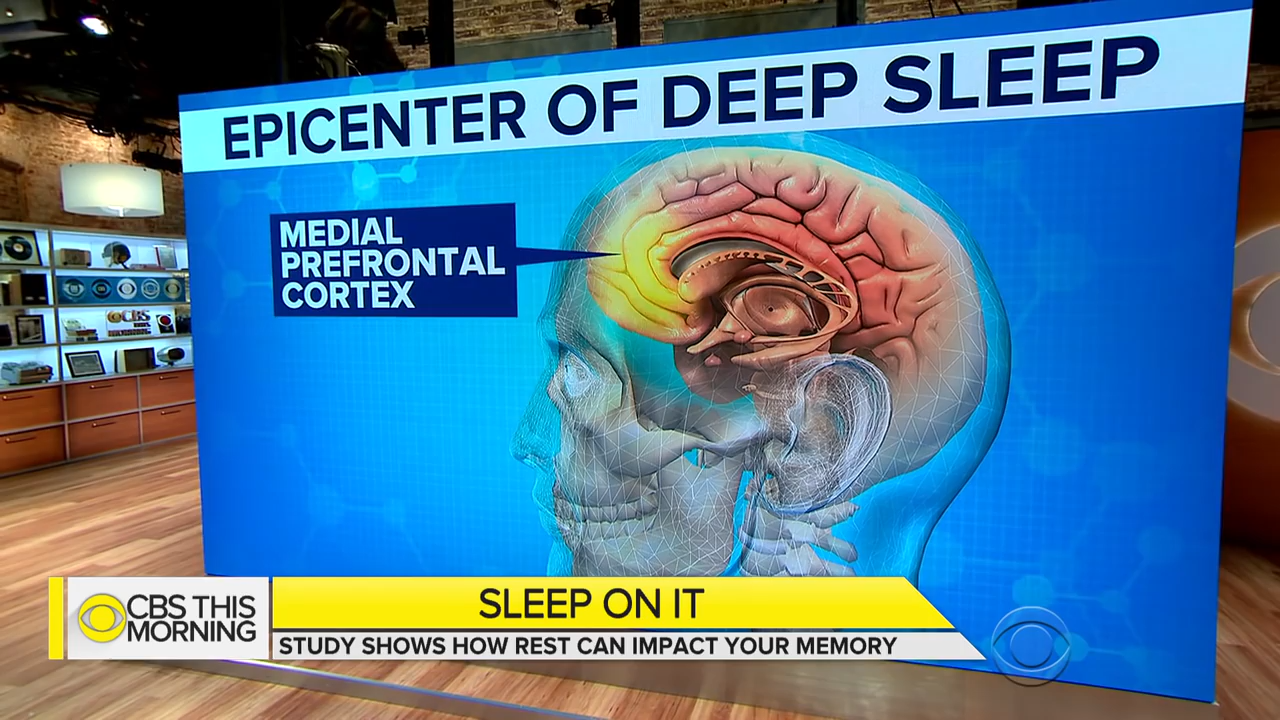 EPICENTER OF DEEP SLEEP
MEDIAL
PREFRONTAL
CORTEX
CBS
CBS THIS
MORNING
SLEEP ON IT
STUDY SHOWS HOW REST CAN IMPACT YOUR MEMORY